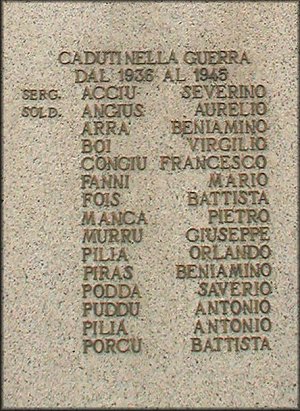 CADUTI NELLA GUERRA
DAL 1936 AL 1945
SERG. ACCIU SEVERINO
SOLD. ANGIUS AURELIO
ARRA BENIAMINO
BOI VIRGILIO
CONGIU FRANCESCO
FANNI MARIO
FOIS BATTISTA
MANCA PIETRO
MURRU GIUSEPPE
PILIA ORLANDO
PIRAS BENIAMINO
PODDA SAVERIO
PUDDU ANTONIO
PILIA ANTONIO
PORCU BATTISTA